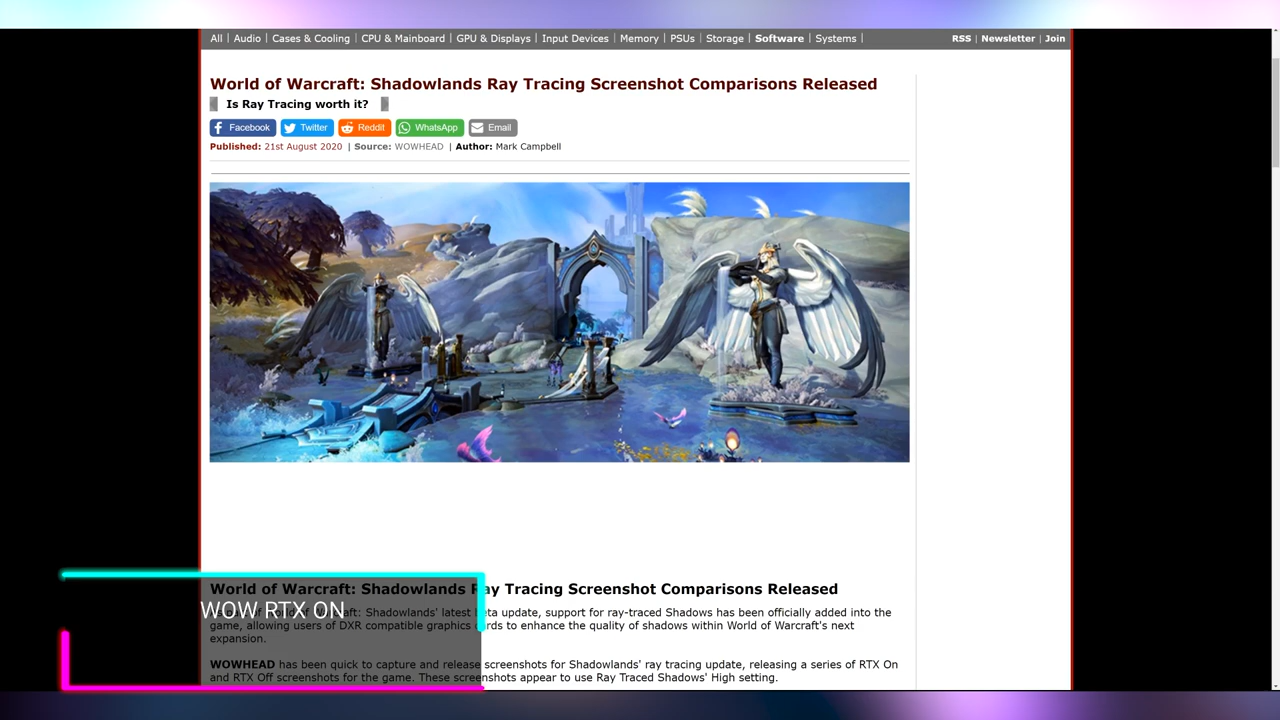 All | Audio | Cases & Cooling | CPU & Mainboard | GPU & Displays | Input Devices | Memory | PSUs | Storage | Software | Systems |
RSS | Newsletter | Join
World of Warcraft: Shadowlands Ray Tracing Screenshot Comparisons Released
Is Ray Tracing worth it?
Facebook Twitter Reddit WhatsApp Email
Published: 21st August 2020 | Source: WOWHEAD | Author: Mark Campbell
World of Warcraft: Shadowlands Ray Tracing Screenshot Comparisons Released
WOW RTX ON
Shadowlands' latest beta update, support for ray-traced Shadows has been officially added into the
game, allowing users of DXR compatible graphics cards to enhance the quality of shadows within World of Warcraft's next
expansion.
WOWHEAD has been quick to capture and release screenshots for Shadowlands' ray tracing update, releasing a series of RTX On
and RTX Off screenshots for the game. These screenshots appear to use Ray Traced Shadows' High setting.